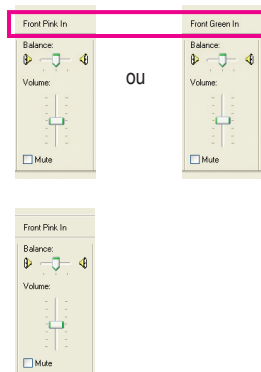 Front Pink In
Balance:
Volume:
Mute
ou
Front Green In
Balance:
Volume:
Mute
Front Pink In
Balance:
Volume:
Mute